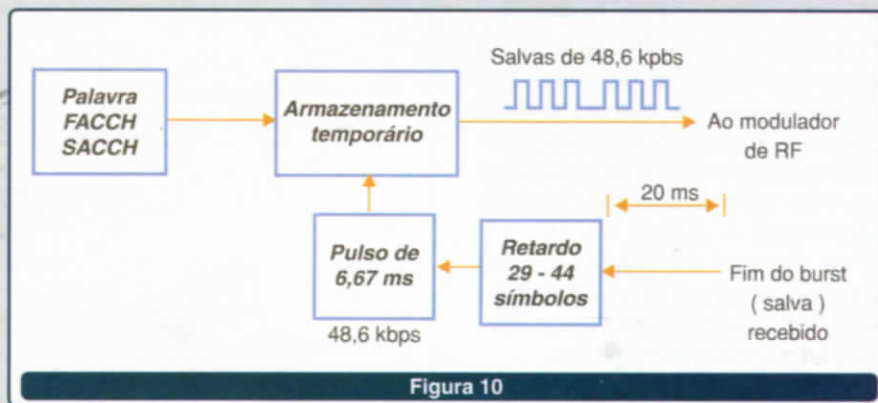 Palavra
FACCH
SACCH
Armazenamento
temporário
Salvas de 48,6 kpbs
Ao modulador
de RF
20 ms
Pulso de
6,67 ms
48,6 kbps
Retardo
29 - 44
símbolos
Fim do burst
( salva )
recebido
Figura 10